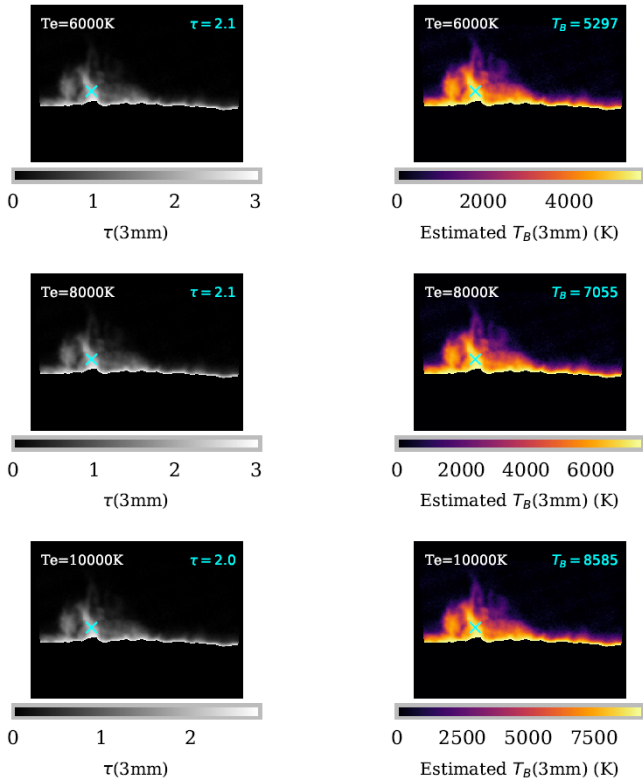 Te=6000K τ = 2.1
Te=6000K T_B = 5297
0 1 2 3
0 2000 4000
τ(3mm)
Estimated T_B(3mm) (K)
Te=8000K τ = 2.1
Te=8000K T_B = 7055
0 1 2 3
0 2000 4000 6000
τ(3mm)
Estimated T_B(3mm) (K)
Te=10000K τ = 2.0
Te=10000K T_B = 8585
0 1 2
0 2500 5000 7500
τ(3mm)
Estimated T_B(3mm) (K)